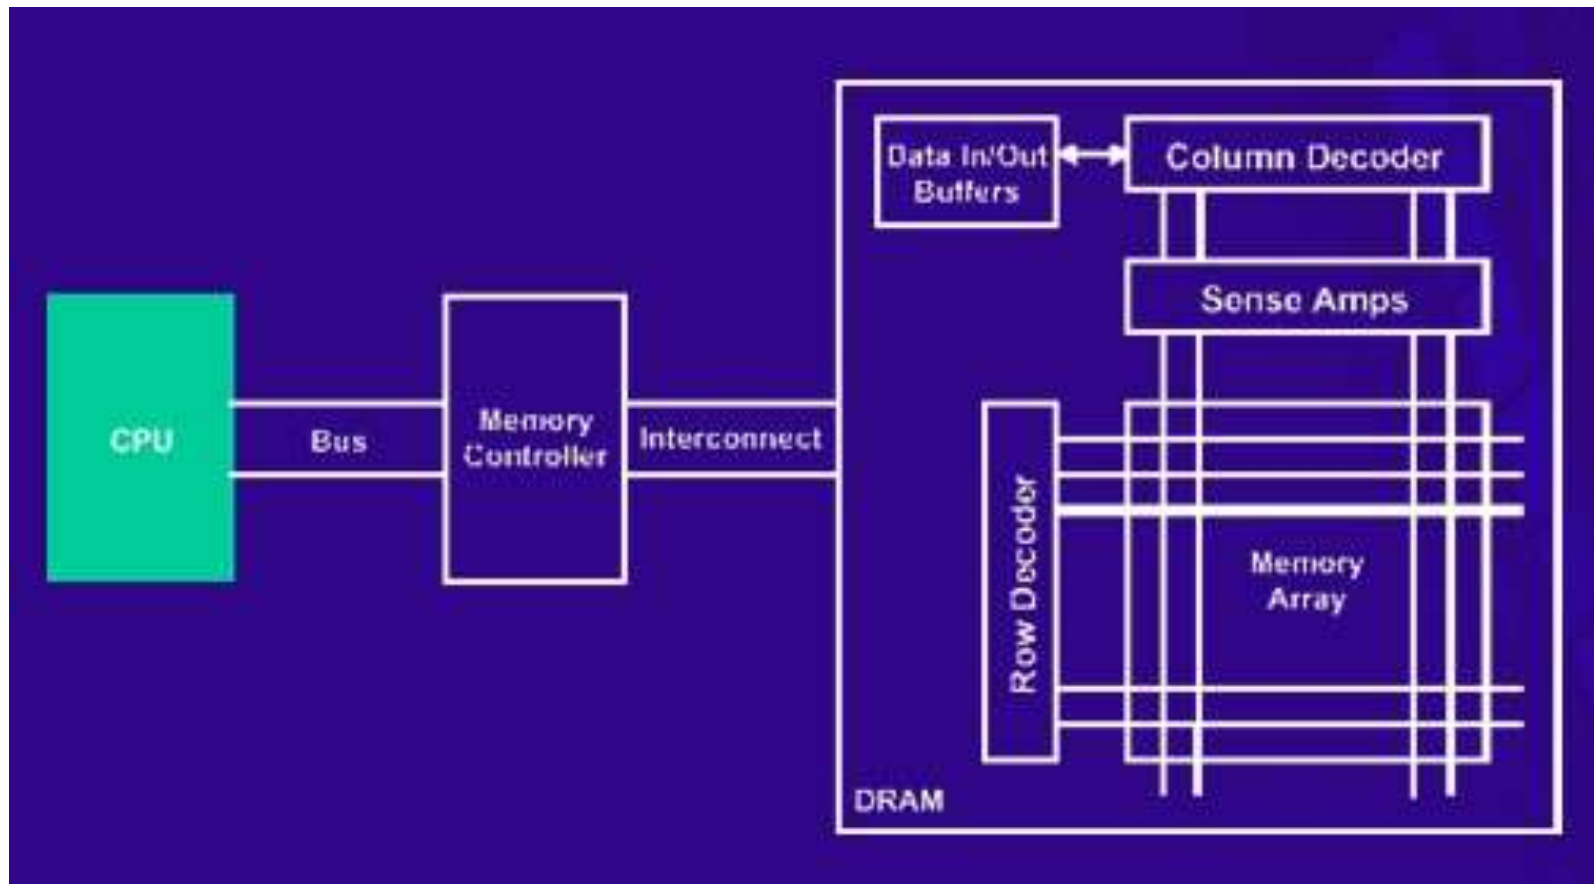 Data In/Out
Buffers
Column Decoder
Sense Amps
CPU
Bus
Memory
Controller
Interconnect
Row Decoder
Memory
Array
DRAM